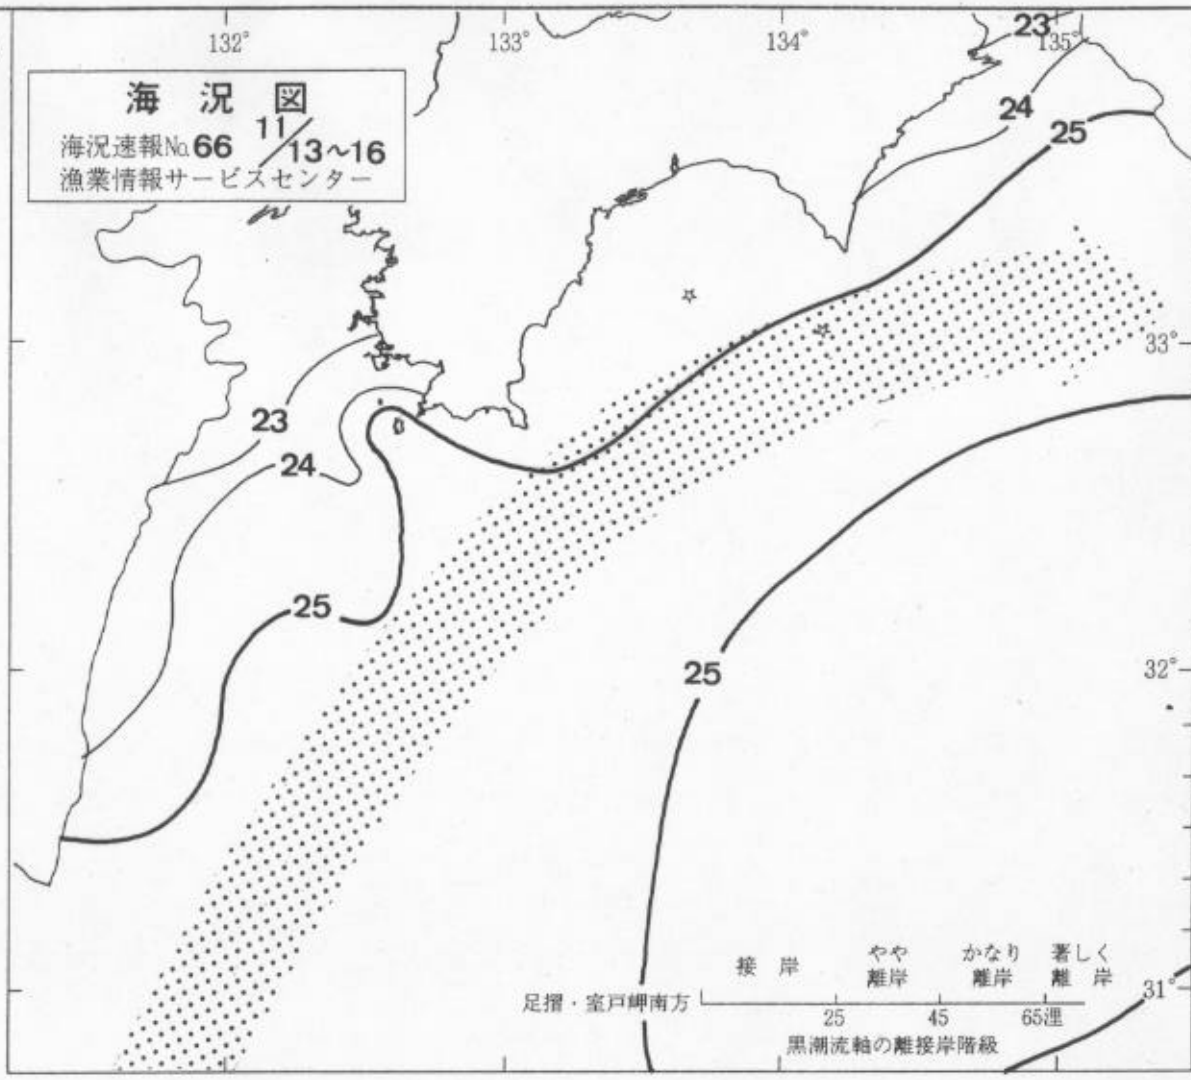 132° 133° 134° 135°
23
海況図
海況速報№66 11/13~16
漁業情報サービスセンター
24
25
33°
23
24
25
25
32°
接岸 やや離岸 かなり離岸 著しく離岸
31°
足摺・室戸岬南方
25 45 65浬
黒潮流軸の離接岸階級